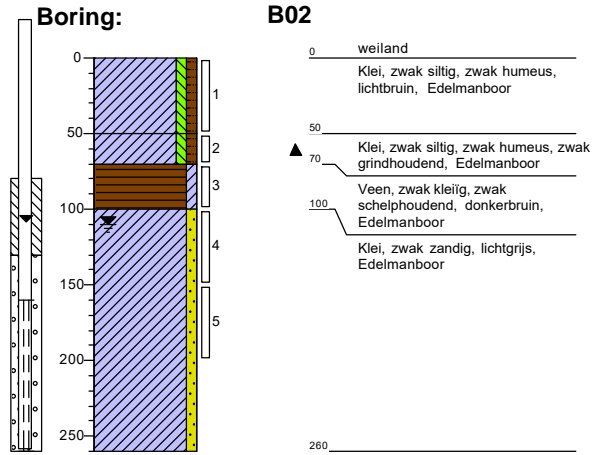 Boring: B02
0
50
100
150
200
250
1
2
3
4
5
0 weiland
Klei, zwak siltig, zwak humeus,
lichtbruin, Edelmanboor
50
Klei, zwak siltig, zwak humeus, zwak
grindhoudend, Edelmanboor
70
Veen, zwak kleiïg, zwak
schelphoudend, donkerbruin,
Edelmanboor
100
Klei, zwak zandig, lichtgrijs,
Edelmanboor
260